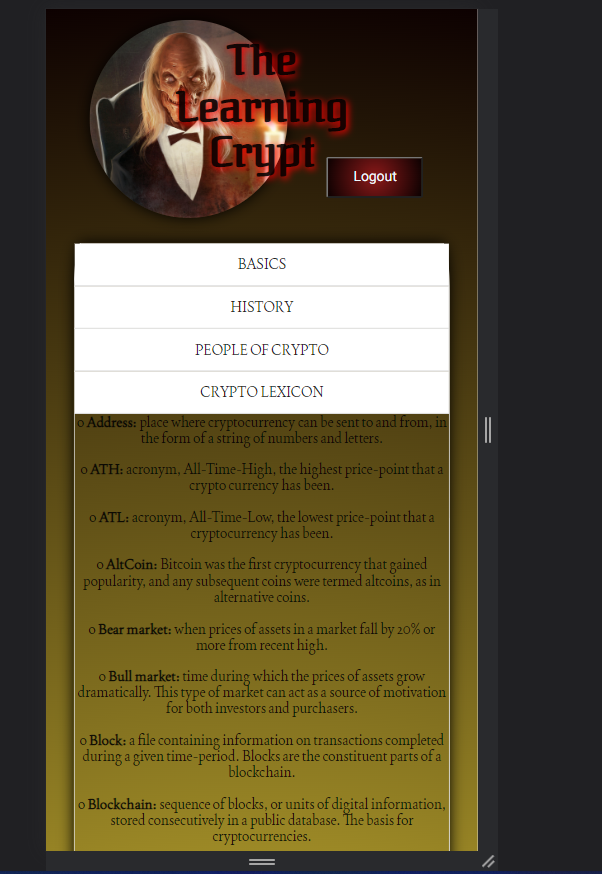 The
Learning
Crypt
Logout
BASICS
HISTORY
PEOPLE OF CRYPTO
CRYPTO LEXICON
o Address: place where cryptocurrency can be sent to and from, in
the form of a string of numbers and letters.
o ATH: acronym, All-Time-High, the highest price-point that a
crypto currency has been.
o ATL: acronym, All-Time-Low, the lowest price-point that a
cryptocurrency has been.
o AltCoin: Bitcoin was the first cryptocurrency that gained
popularity, and any subsequent coins were termed altcoins, as in
alternative coins.
o Bear market: when prices of assets in a market fall by 20% or
more from recent high.
o Bull market: time during which the prices of assets grow
dramatically. This type of market can act as a source of motivation
for both investors and purchasers.
o Block: a file containing information on transactions completed
during a given time-period. Blocks are the constituent parts of a
blockchain.
o Blockchain: sequence of blocks, or units of digital information,
stored consecutively in a public database. The basis for
cryptocurrencies.